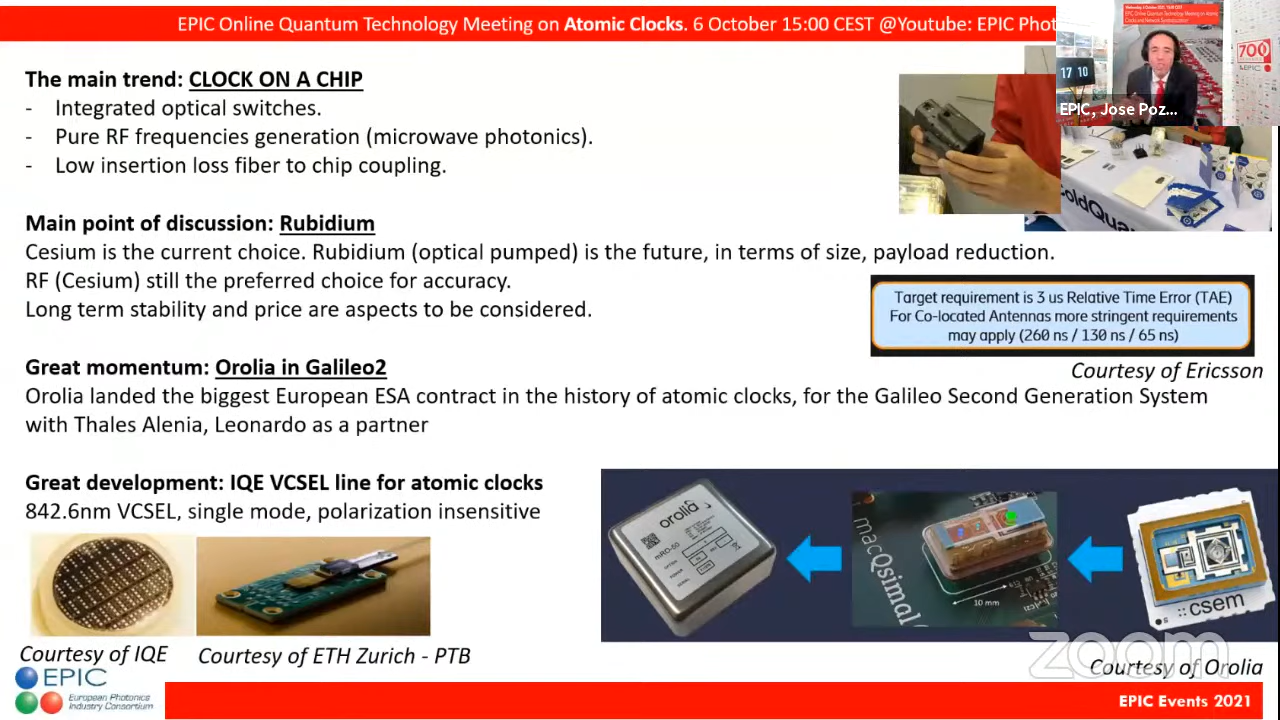 EPIC Online Quantum Technology Meeting on Atomic Clocks. 6 October 15:00 CEST @Youtube: EPIC Phot
The main trend: CLOCK ON A CHIP
- Integrated optical switches.
- Pure RF frequencies generation (microwave photonics).
- Low insertion loss fiber to chip coupling.
17 10
700
EPIC
EPIC, Jose Poz...
oldQua
Main point of discussion: Rubidium
Cesium is the current choice. Rubidium (optical pumped) is the future, in terms of size, payload reduction.
RF (Cesium) still the preferred choice for accuracy.
Long term stability and price are aspects to be considered.
Target requirement is 3 us Relative Time Error (TAE)
For Co-located Antennas more stringent requirements
may apply (260 ns / 130 ns / 65 ns)
Courtesy of Ericsson
Great momentum: Orolia in Galileo2
Orolia landed the biggest European ESA contract in the history of atomic clocks, for the Galileo Second Generation System
with Thales Alenia, Leonardo as a partner
Great development: IQE VCSEL line for atomic clocks
842.6nm VCSEL, single mode, polarization insensitive
orolia
mRO-50
macQsimal
10 mm
::csem
Courtesy of IQE
Courtesy of ETH Zurich - PTB
zoom
Courtesy of Orolia
EPIC
European Photonics
Industry Consortium
EPIC Events 2021